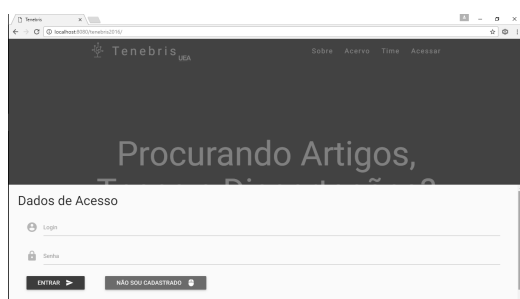 Tenebris
localhost:8080/tenebris2016/
Tenebris UEA
Sobre Acervo Time Acessar
Procurando Artigos,
Dados de Acesso
Login
Senha
ENTRAR
NÃO SOU CADASTRADO